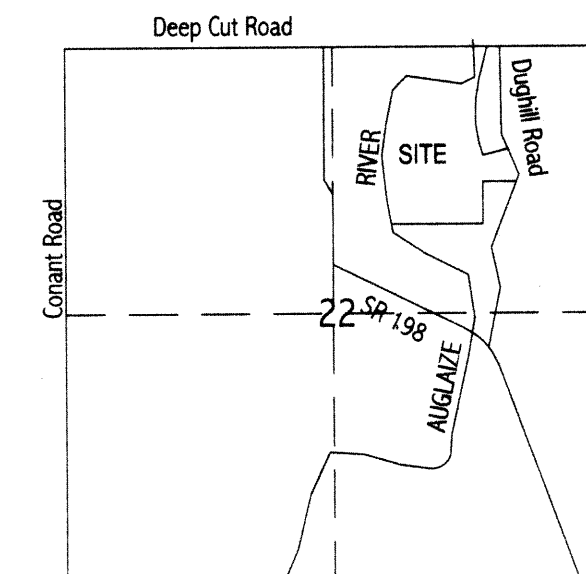 Deep Cut Road
Dughill Road
RIVER
SITE
Conant Road
22
SR 198
AUGLAIZE